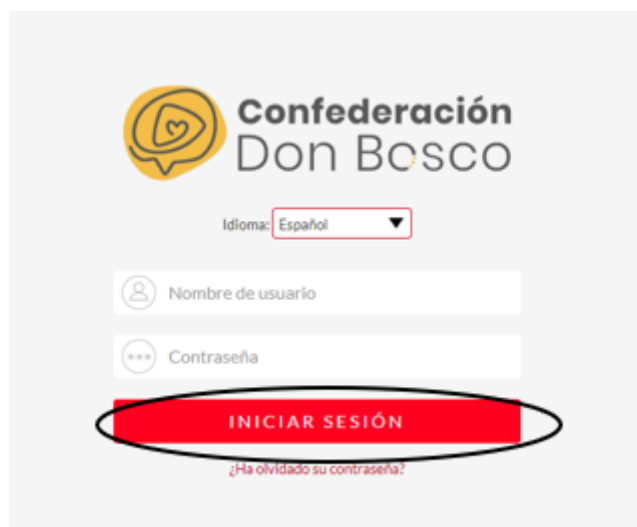 Confederación
Don Bosco
Idioma: Español
Nombre de usuario
Contraseña
INICIAR SESIÓN
¿Ha olvidado su contraseña?